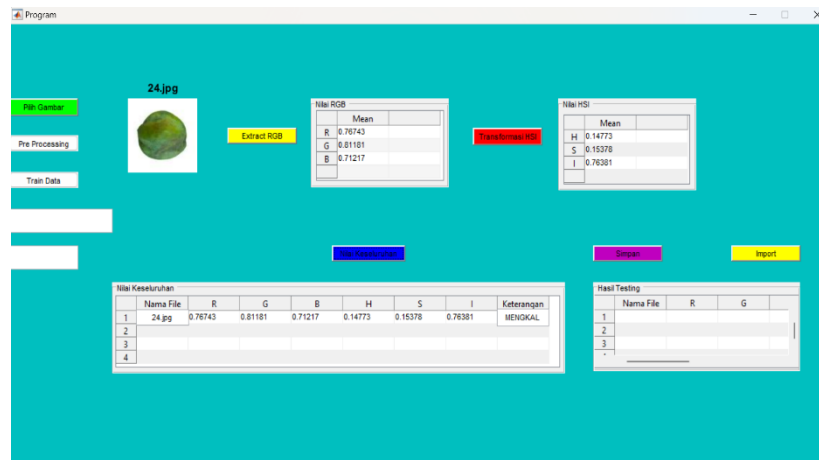 Program
24.jpg
Pilih Gambar
Pre Processing
Train Data
Extract RGB
Nilai RGB
Mean
R 0.76743
G 0.81181
B 0.71217
Transformasi HSI
Nilai HSI
Mean
H 0.14773
S 0.15378
I 0.76381
Nilai Keseluruhan
Simpan
Import
Nilai Keseluruhan
Nama File R G B H S I Keterangan
1 24.jpg 0.76743 0.81181 0.71217 0.14773 0.15378 0.76381 MENGKAL
2
3
4
Hasil Testing
Nama File R G
1
2
3